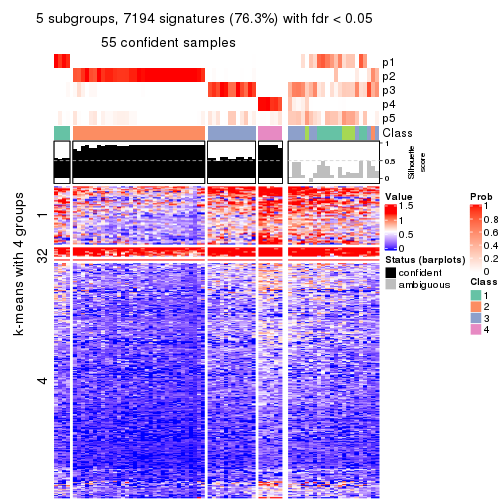 5 subgroups, 7194 signatures (76.3%) with fdr < 0.05
55 confident samples
p1
p2
p3
p4
p5
Class
1
0.5
0
Silhouette
score
k-means with 4 groups
1
32
4
Value
1.5
1
0.5
0
Status (barplots)
confident
ambiguous
Prob
1
0.8
0.6
0.4
0.2
0
Class
1
2
3
4